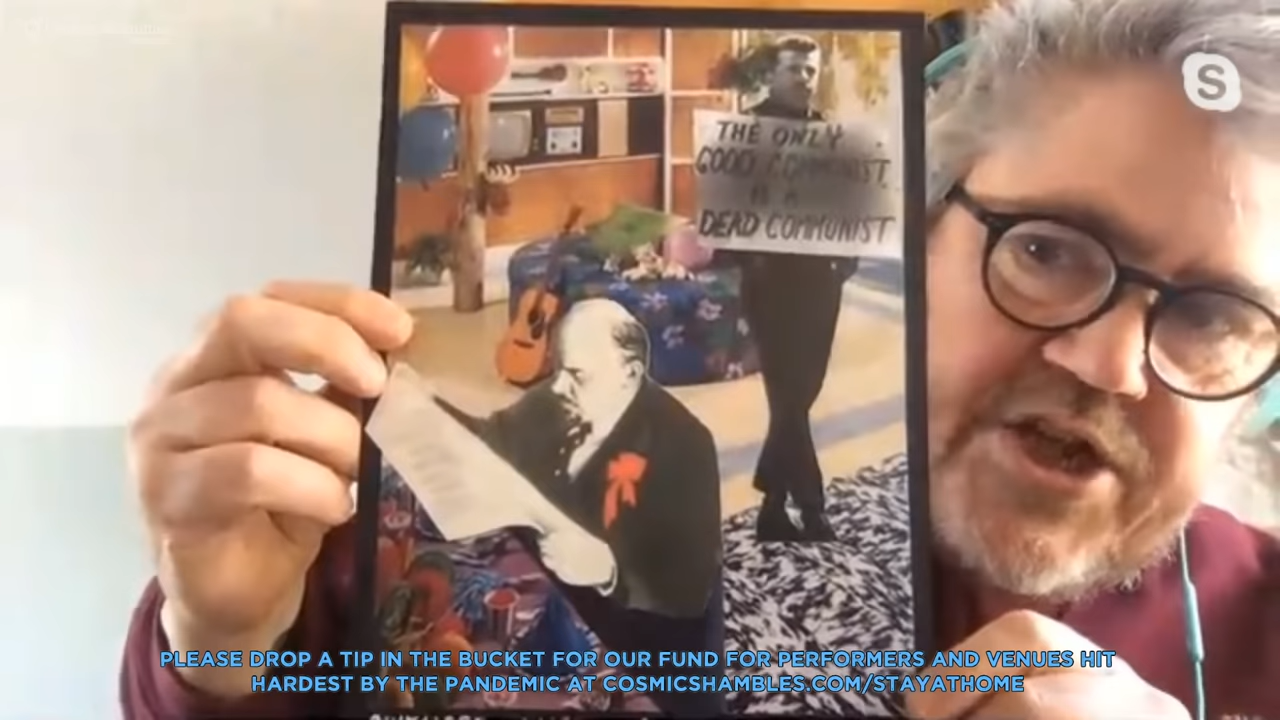 S
THE ONLY
GOOD COMMUNIST
IS A
DEAD COMMUNIST
PLEASE DROP A TIP IN THE BUCKET FOR OUR FUND FOR PERFORMERS AND VENUES HIT
HARDEST BY THE PANDEMIC AT COSMICSHAMBLES.COM/STAYATHOME